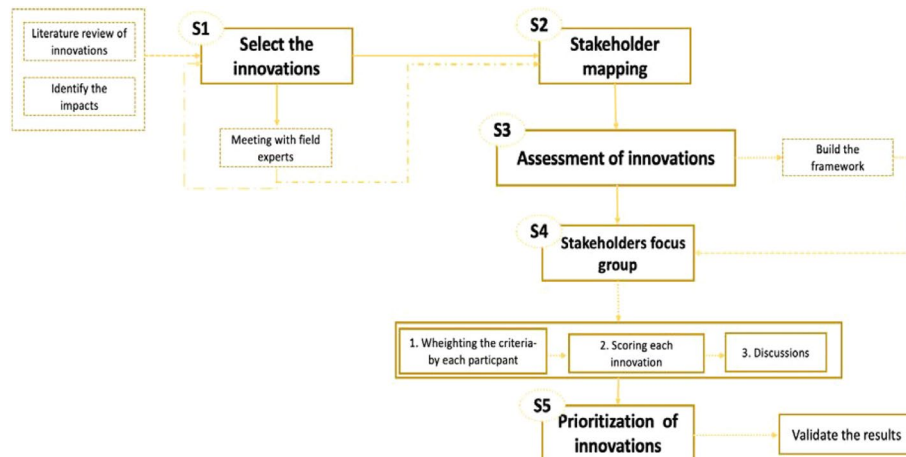 Literature review of
innovations
Identify the
impacts
S1
Select the
innovations
Meeting with field
experts
S2
Stakeholder
mapping
S3
Assessment of innovations
Build the
framework
S4
Stakeholders focus
group
1. Wheighting the criteria-
by each particpant
2. Scoring each
innovation
3. Discussions
S5
Prioritization of
innovations
Validate the results